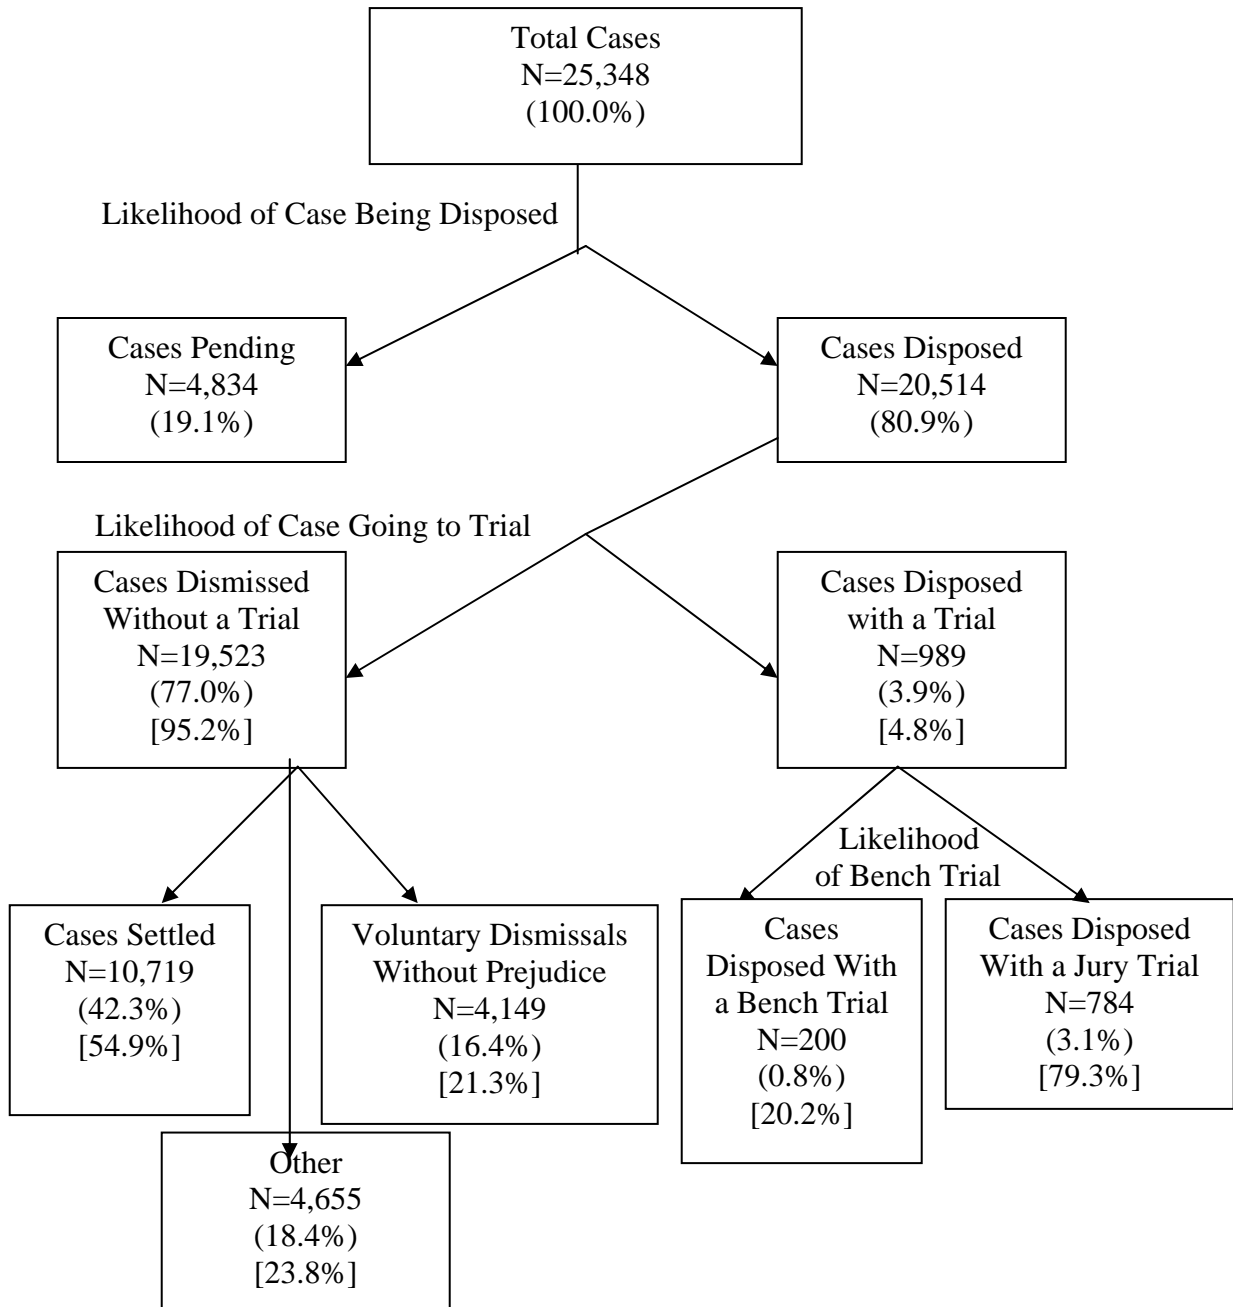 Total Cases
N=25,348
(100.0%)
Likelihood of Case Being Disposed
Cases Pending
N=4,834
(19.1%)
Cases Disposed
N=20,514
(80.9%)
Likelihood of Case Going to Trial
Cases Dismissed
Without a Trial
N=19,523
(77.0%)
[95.2%]
Cases Disposed
with a Trial
N=989
(3.9%)
[4.8%]
Likelihood
of Bench Trial
Cases Settled
N=10,719
(42.3%)
[54.9%]
Voluntary Dismissals
Without Prejudice
N=4,149
(16.4%)
[21.3%]
Cases
Disposed With
a Bench Trial
N=200
(0.8%)
[20.2%]
Cases Disposed
With a Jury Trial
N=784
(3.1%)
[79.3%]
Other
N=4,655
(18.4%)
[23.8%]